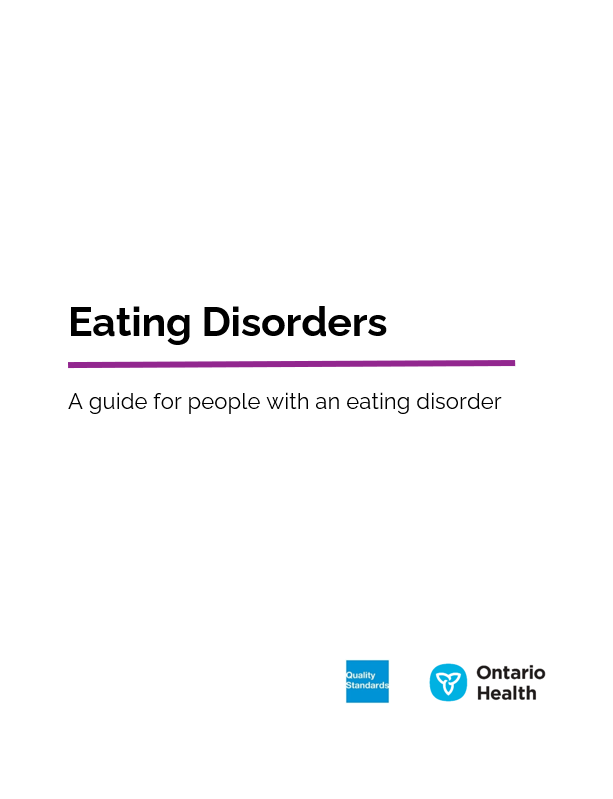 Eating Disorders
A guide for people with an eating disorder
Quality
Standards
Ontario
Health